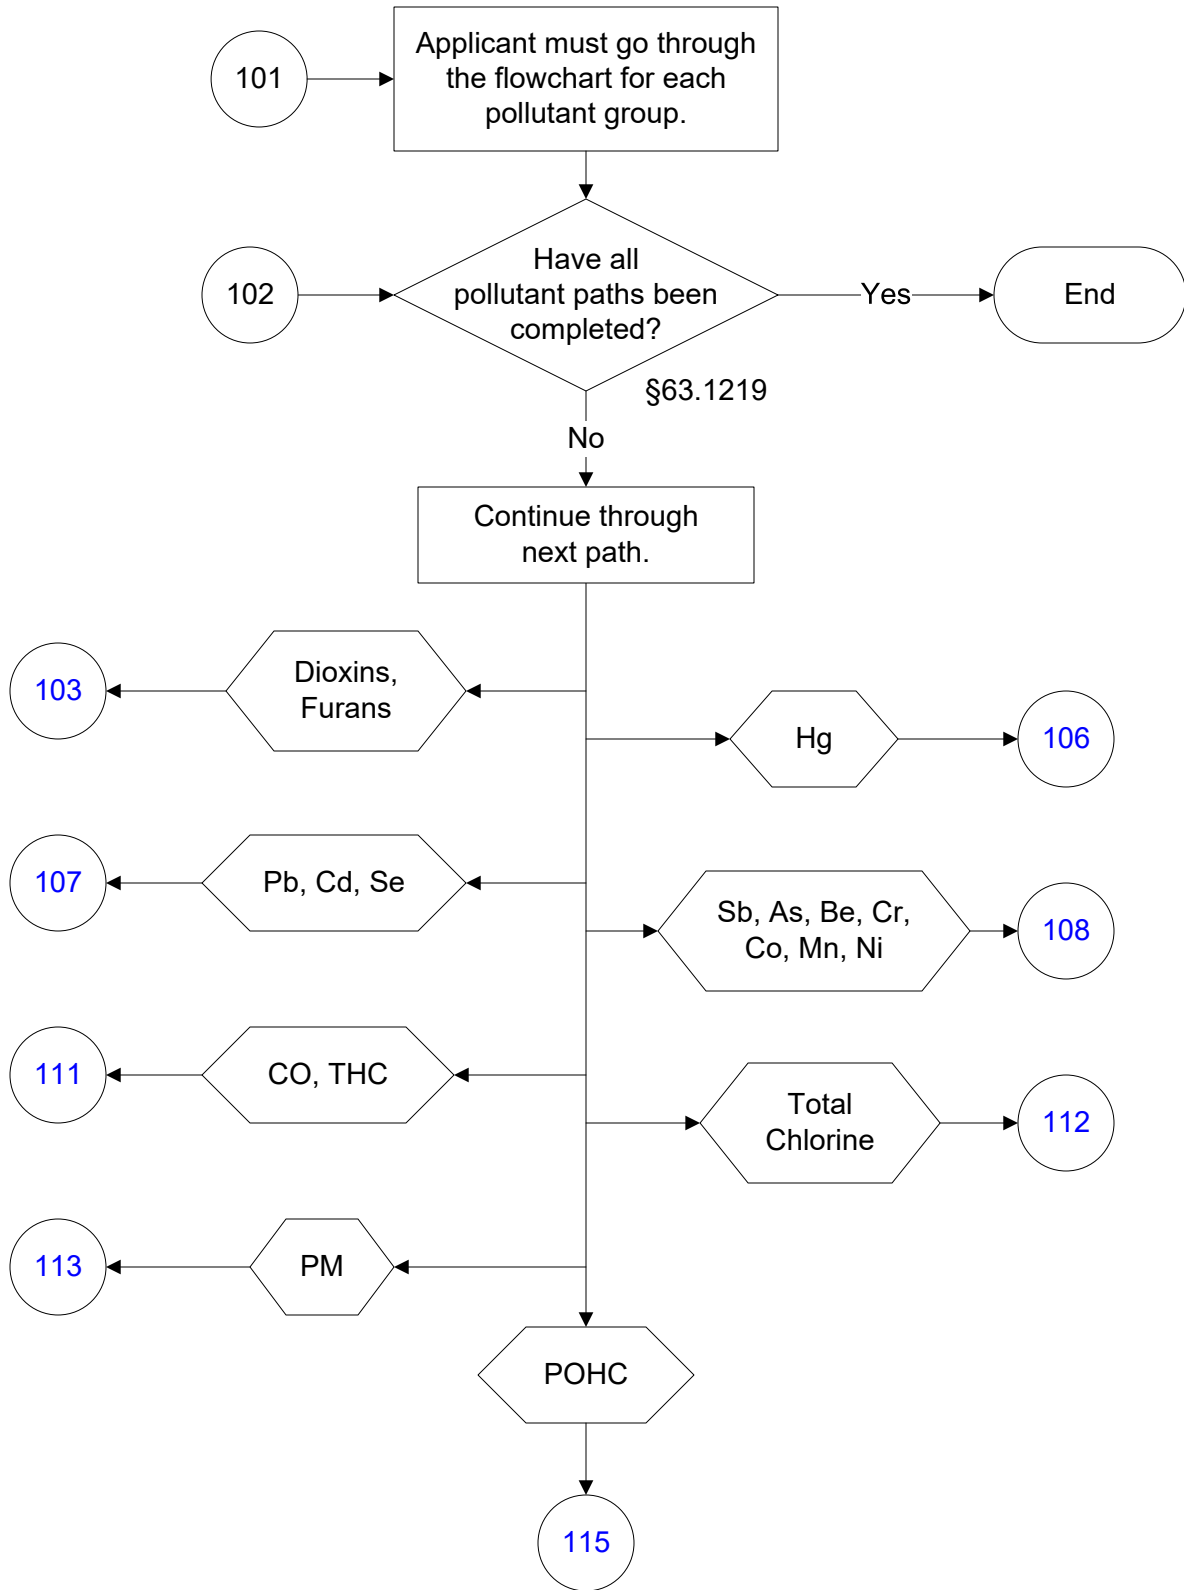 101
Applicant must go through
the flowchart for each
pollutant group.
102
Have all
pollutant paths been
completed?
Yes
End
§63.1219
No
Continue through
next path.
103
Dioxins,
Furans
Hg
106
107
Pb, Cd, Se
Sb, As, Be, Cr,
Co, Mn, Ni
108
111
CO, THC
Total
Chlorine
112
113
PM
POHC
115